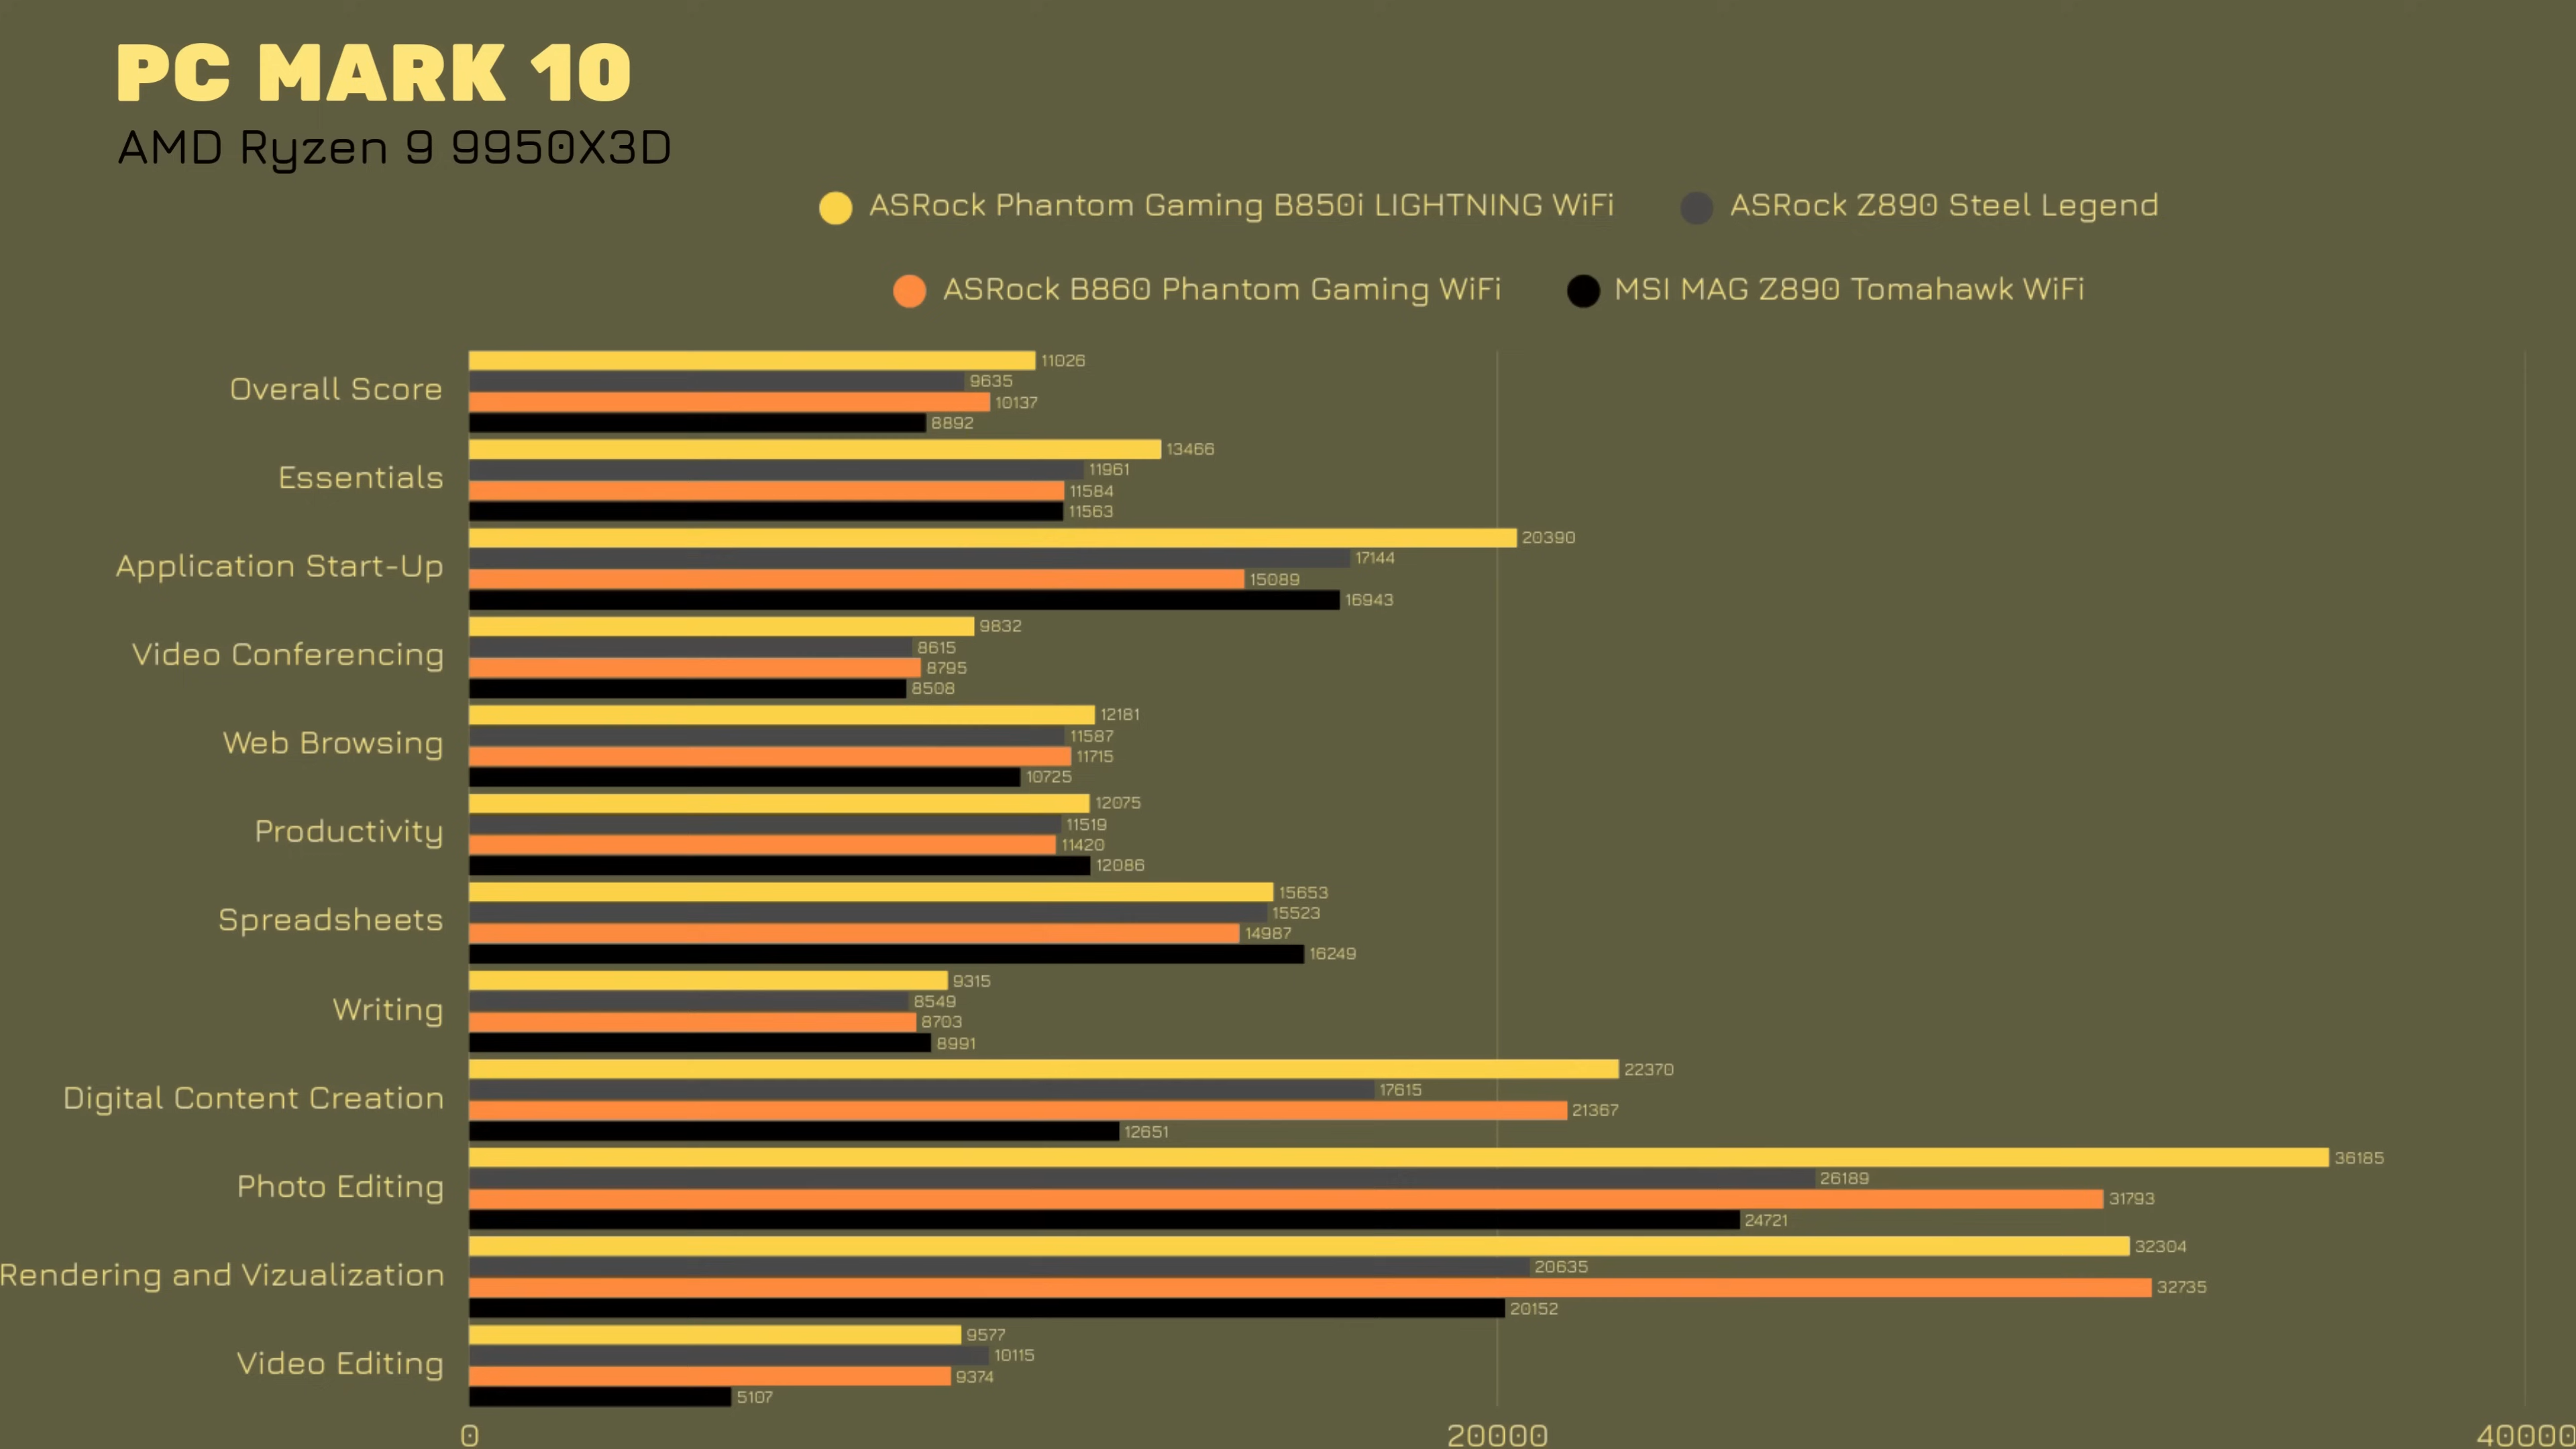 PC MARK 10
AMD Ryzen 9 9950X3D
ASRock Phantom Gaming B850i LIGHTNING WiFi
ASRock Z890 Steel Legend
ASRock B860 Phantom Gaming WiFi
MSI MAG Z890 Tomahawk WiFi
Overall Score
11026
9635
10137
8892
Essentials
13466
11961
11584
11563
Application Start-Up
20390
17144
15089
16943
Video Conferencing
9832
8615
8795
8508
Web Browsing
12181
11587
11715
10725
Productivity
12075
11519
11420
12086
Spreadsheets
15653
15523
14987
16249
Writing
9315
8549
8703
8991
Digital Content Creation
22370
17615
21367
12651
Photo Editing
36185
26189
31793
24721
Rendering and Vizualization
32304
20635
32735
20152
Video Editing
9577
10115
9374
5107
0
20000
40000